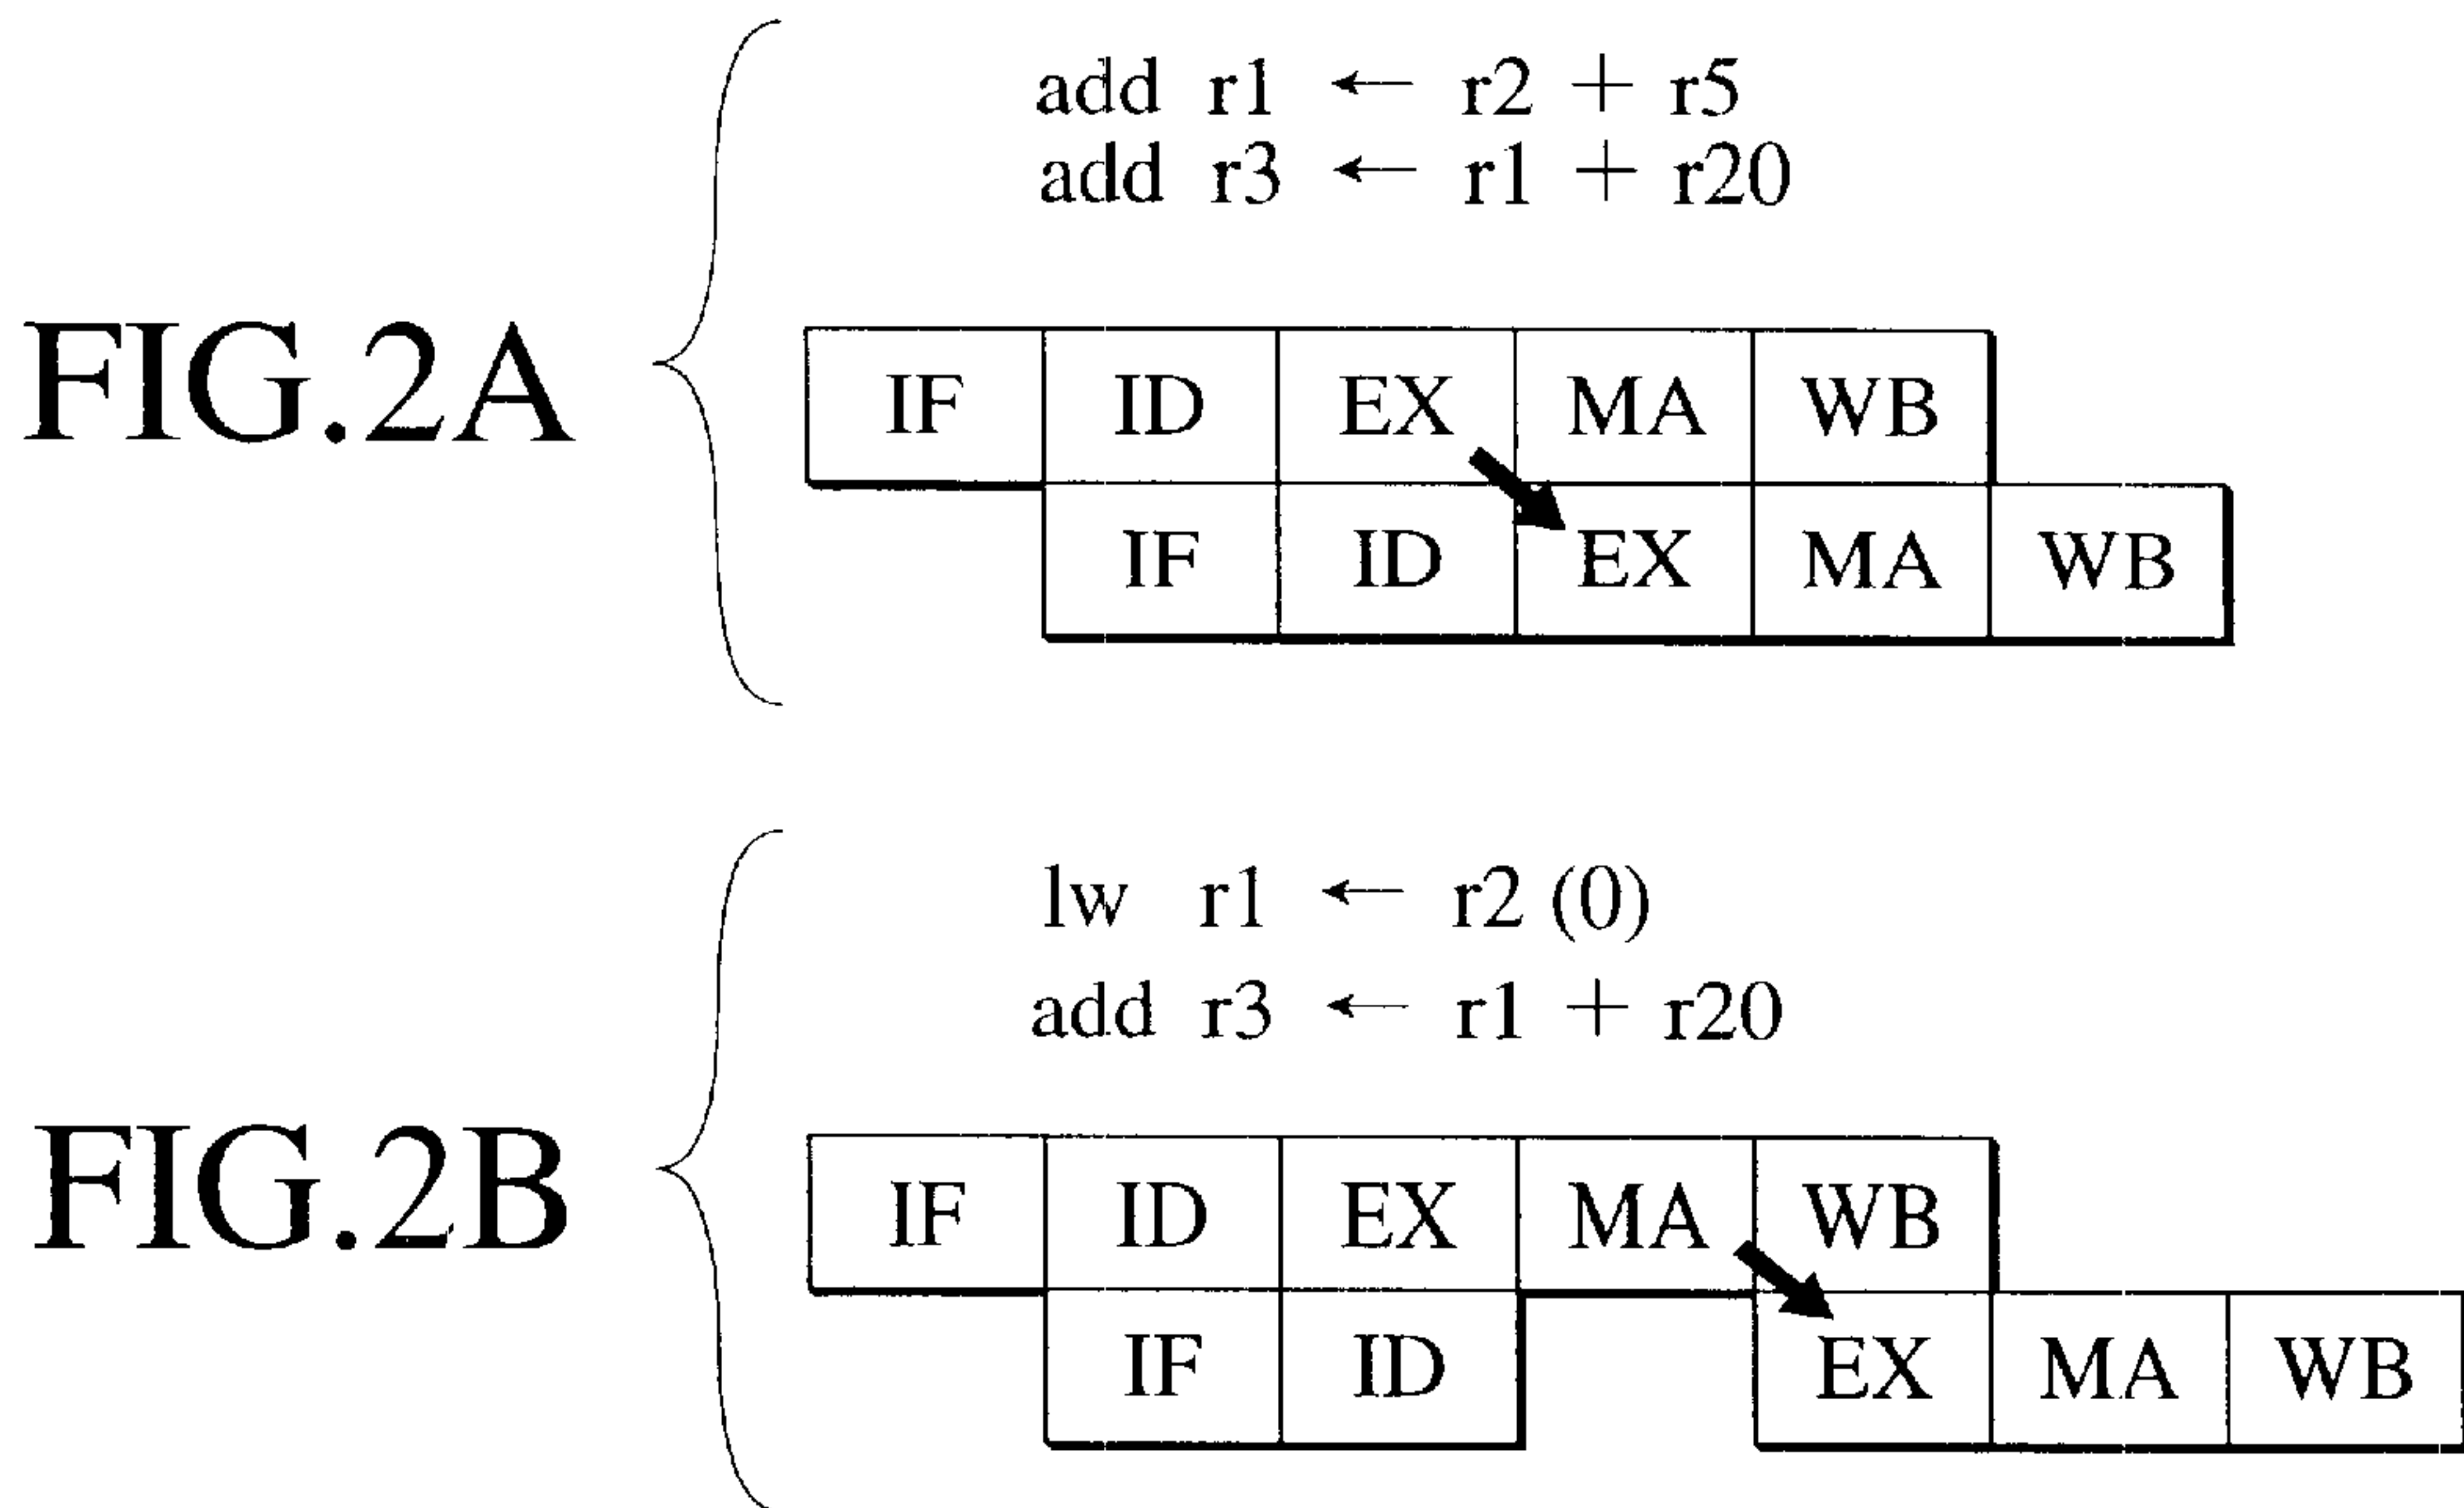 FIG.2A
add r1 ← r2 + r5
add r3 ← r1 + r20
IF ID EX MA WB
IF ID EX MA WB
FIG.2B
lw r1 ← r2 (0)
add r3 ← r1 + r20
IF ID EX MA WB
IF ID EX MA WB